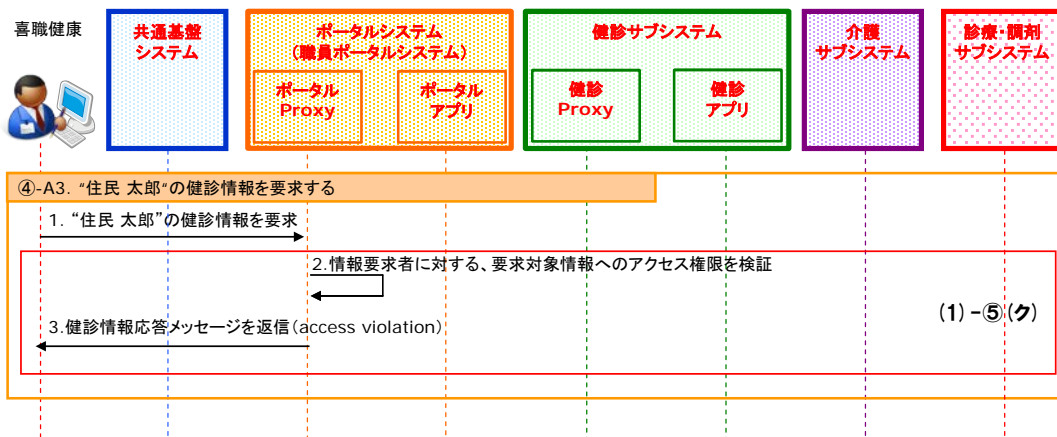 喜職健康
共通基盤
システム
ポータルシステム
（職員ポータルシステム）
ポータル
Proxy
ポータル
アプリ
健診サブシステム
健診
Proxy
健診
アプリ
介護
サブシステム
診療・調剤
サブシステム
④-A3. “住民 太郎“の健診情報を要求する
1. “住民 太郎”の健診情報を要求
2.情報要求者に対する、要求対象情報へのアクセス権限を検証
3.健診情報応答メッセージを返信(access violation)
(1)-⑤(ク)